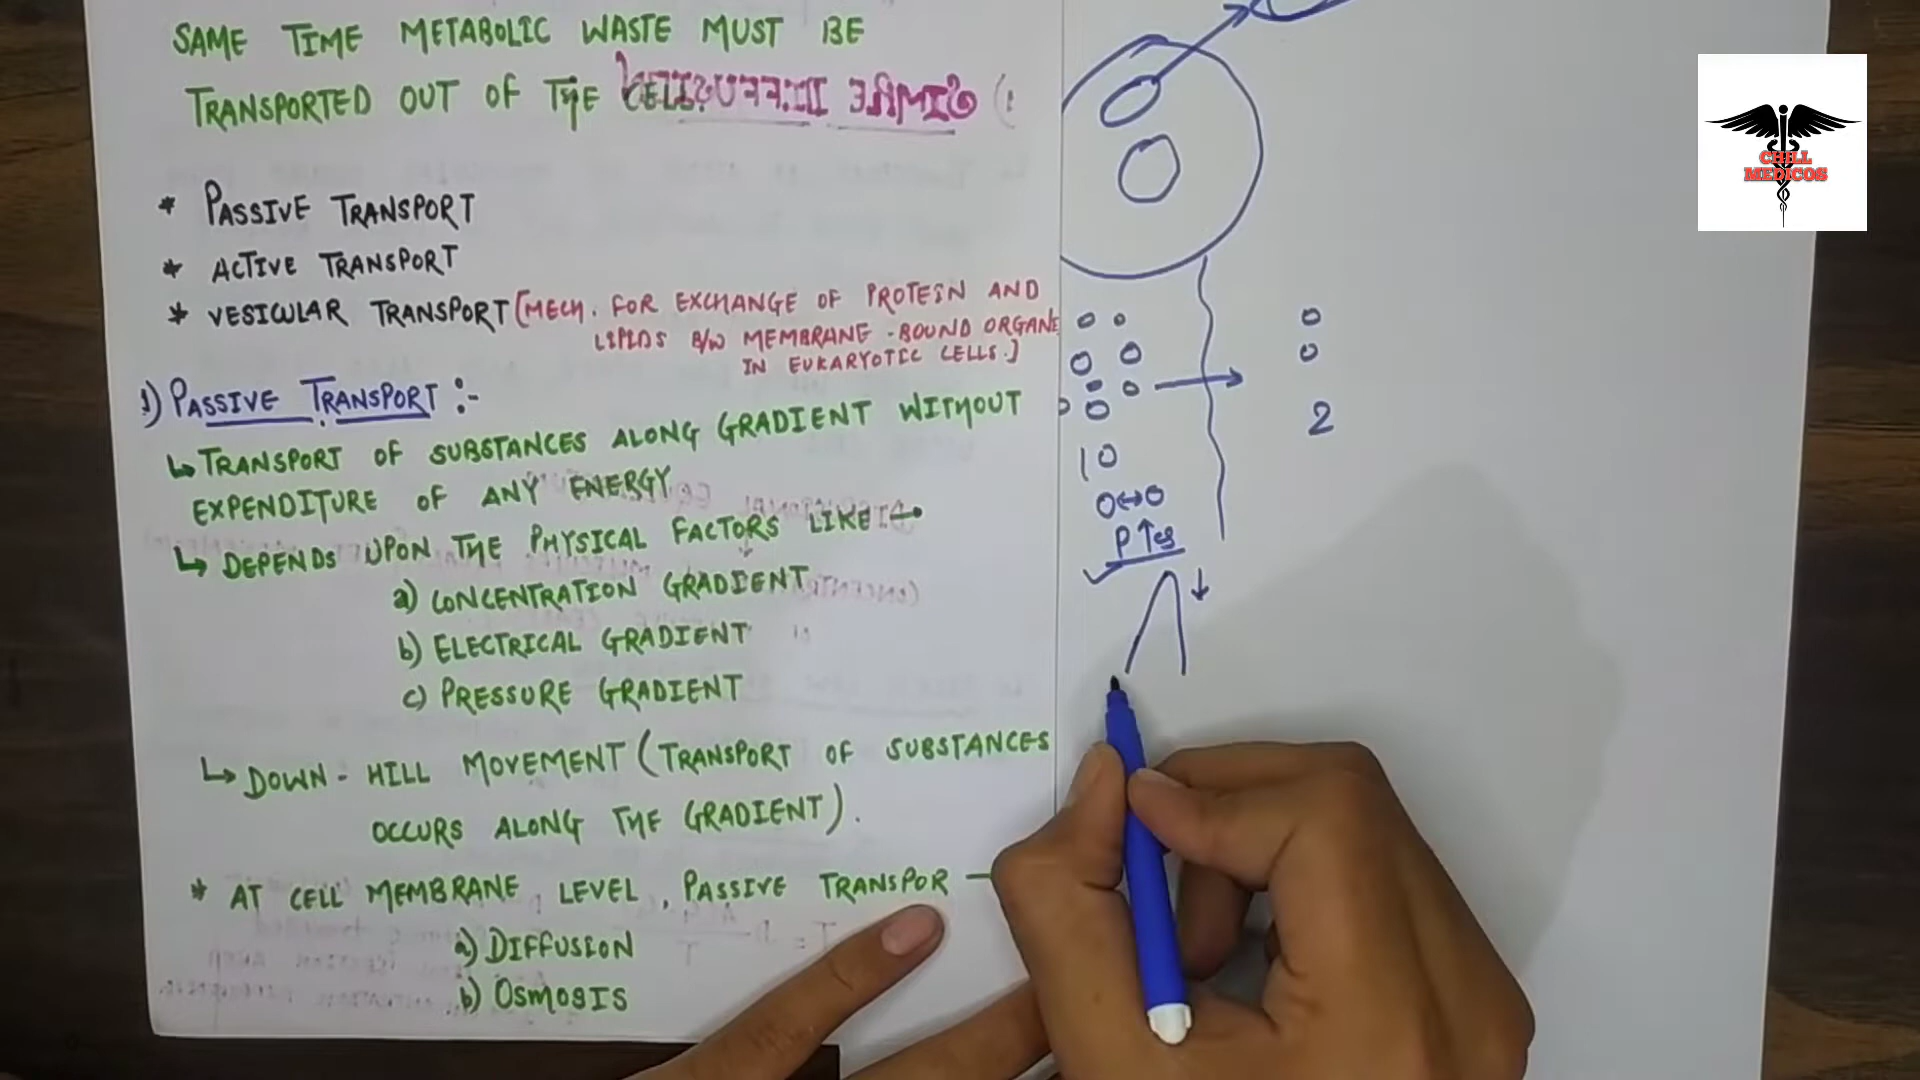 SAME TIME METABOLIC WASTE MUST BE
TRANSPORTED OUT OF THE CELL
* PASSIVE TRANSPORT
* ACTIVE TRANSPORT
* VESICULAR TRANSPORT [MECH. FOR EXCHANGE OF PROTEIN AND
LIPIDS B/W MEMBRANE - BOUND ORGANE
IN EUKARYOTIC CELLS.]
1) PASSIVE TRANSPORT :-
↳ TRANSPORT OF SUBSTANCES ALONG GRADIENT WITHOUT
EXPENDITURE OF ANY ENERGY
↳ DEPENDS UPON THE PHYSICAL FACTORS LIKE →
a) CONCENTRATION GRADIENT
b) ELECTRICAL GRADIENT
c) PRESSURE GRADIENT
↳ DOWN - HILL MOVEMENT (TRANSPORT OF SUBSTANCES
OCCURS ALONG THE GRADIENT).
* AT CELL MEMBRANE LEVEL, PASSIVE TRANSPOR —
a) DIFFUSION
b) OSMOSIS
10
2
P↑es
CHILL
MEDICOS